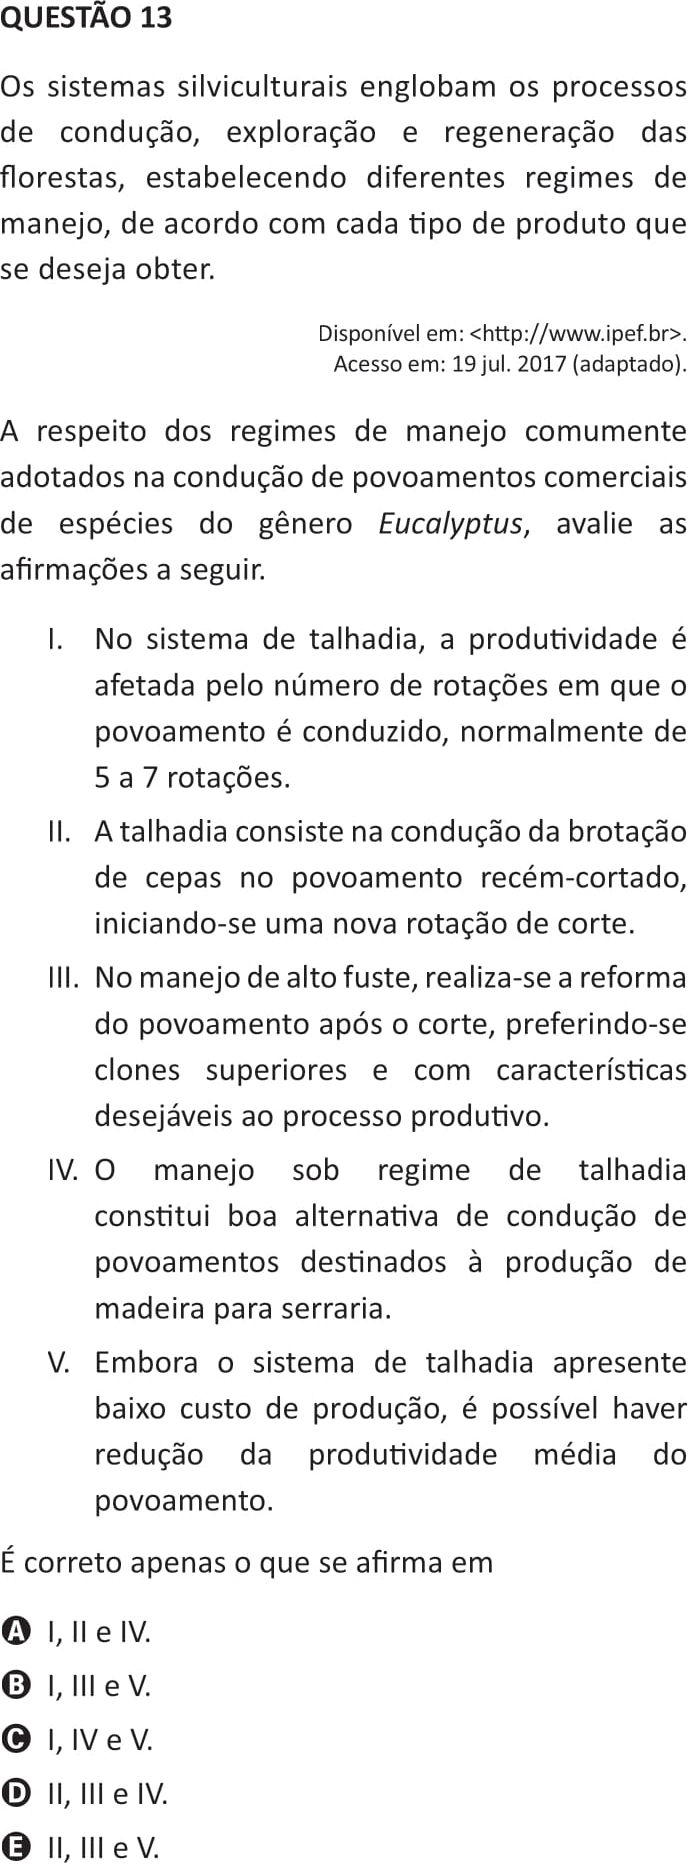 QUESTÃO 13
Os sistemas silviculturais englobam os processos
de condução, exploração e regeneração das
florestas, estabelecendo diferentes regimes de
manejo, de acordo com cada tipo de produto que
se deseja obter.
Disponível em: <http://www.ipef.br>.
Acesso em: 19 jul. 2017 (adaptado).
A respeito dos regimes de manejo comumente
adotados na condução de povoamentos comerciais
de espécies do gênero Eucalyptus, avalie as
afirmações a seguir.
I. No sistema de talhadia, a produtividade é
afetada pelo número de rotações em que o
povoamento é conduzido, normalmente de
5 a 7 rotações.
II. A talhadia consiste na condução da brotação
de cepas no povoamento recém-cortado,
iniciando-se uma nova rotação de corte.
III. No manejo de alto fuste, realiza-se a reforma
do povoamento após o corte, preferindo-se
clones superiores e com características
desejáveis ao processo produtivo.
IV. O manejo sob regime de talhadia
constitui boa alternativa de condução de
povoamentos destinados à produção de
madeira para serraria.
V. Embora o sistema de talhadia apresente
baixo custo de produção, é possível haver
redução da produtividade média do
povoamento.
É correto apenas o que se afirma em
A I, II e IV.
B I, III e V.
C I, IV e V.
D II, III e IV.
E II, III e V.